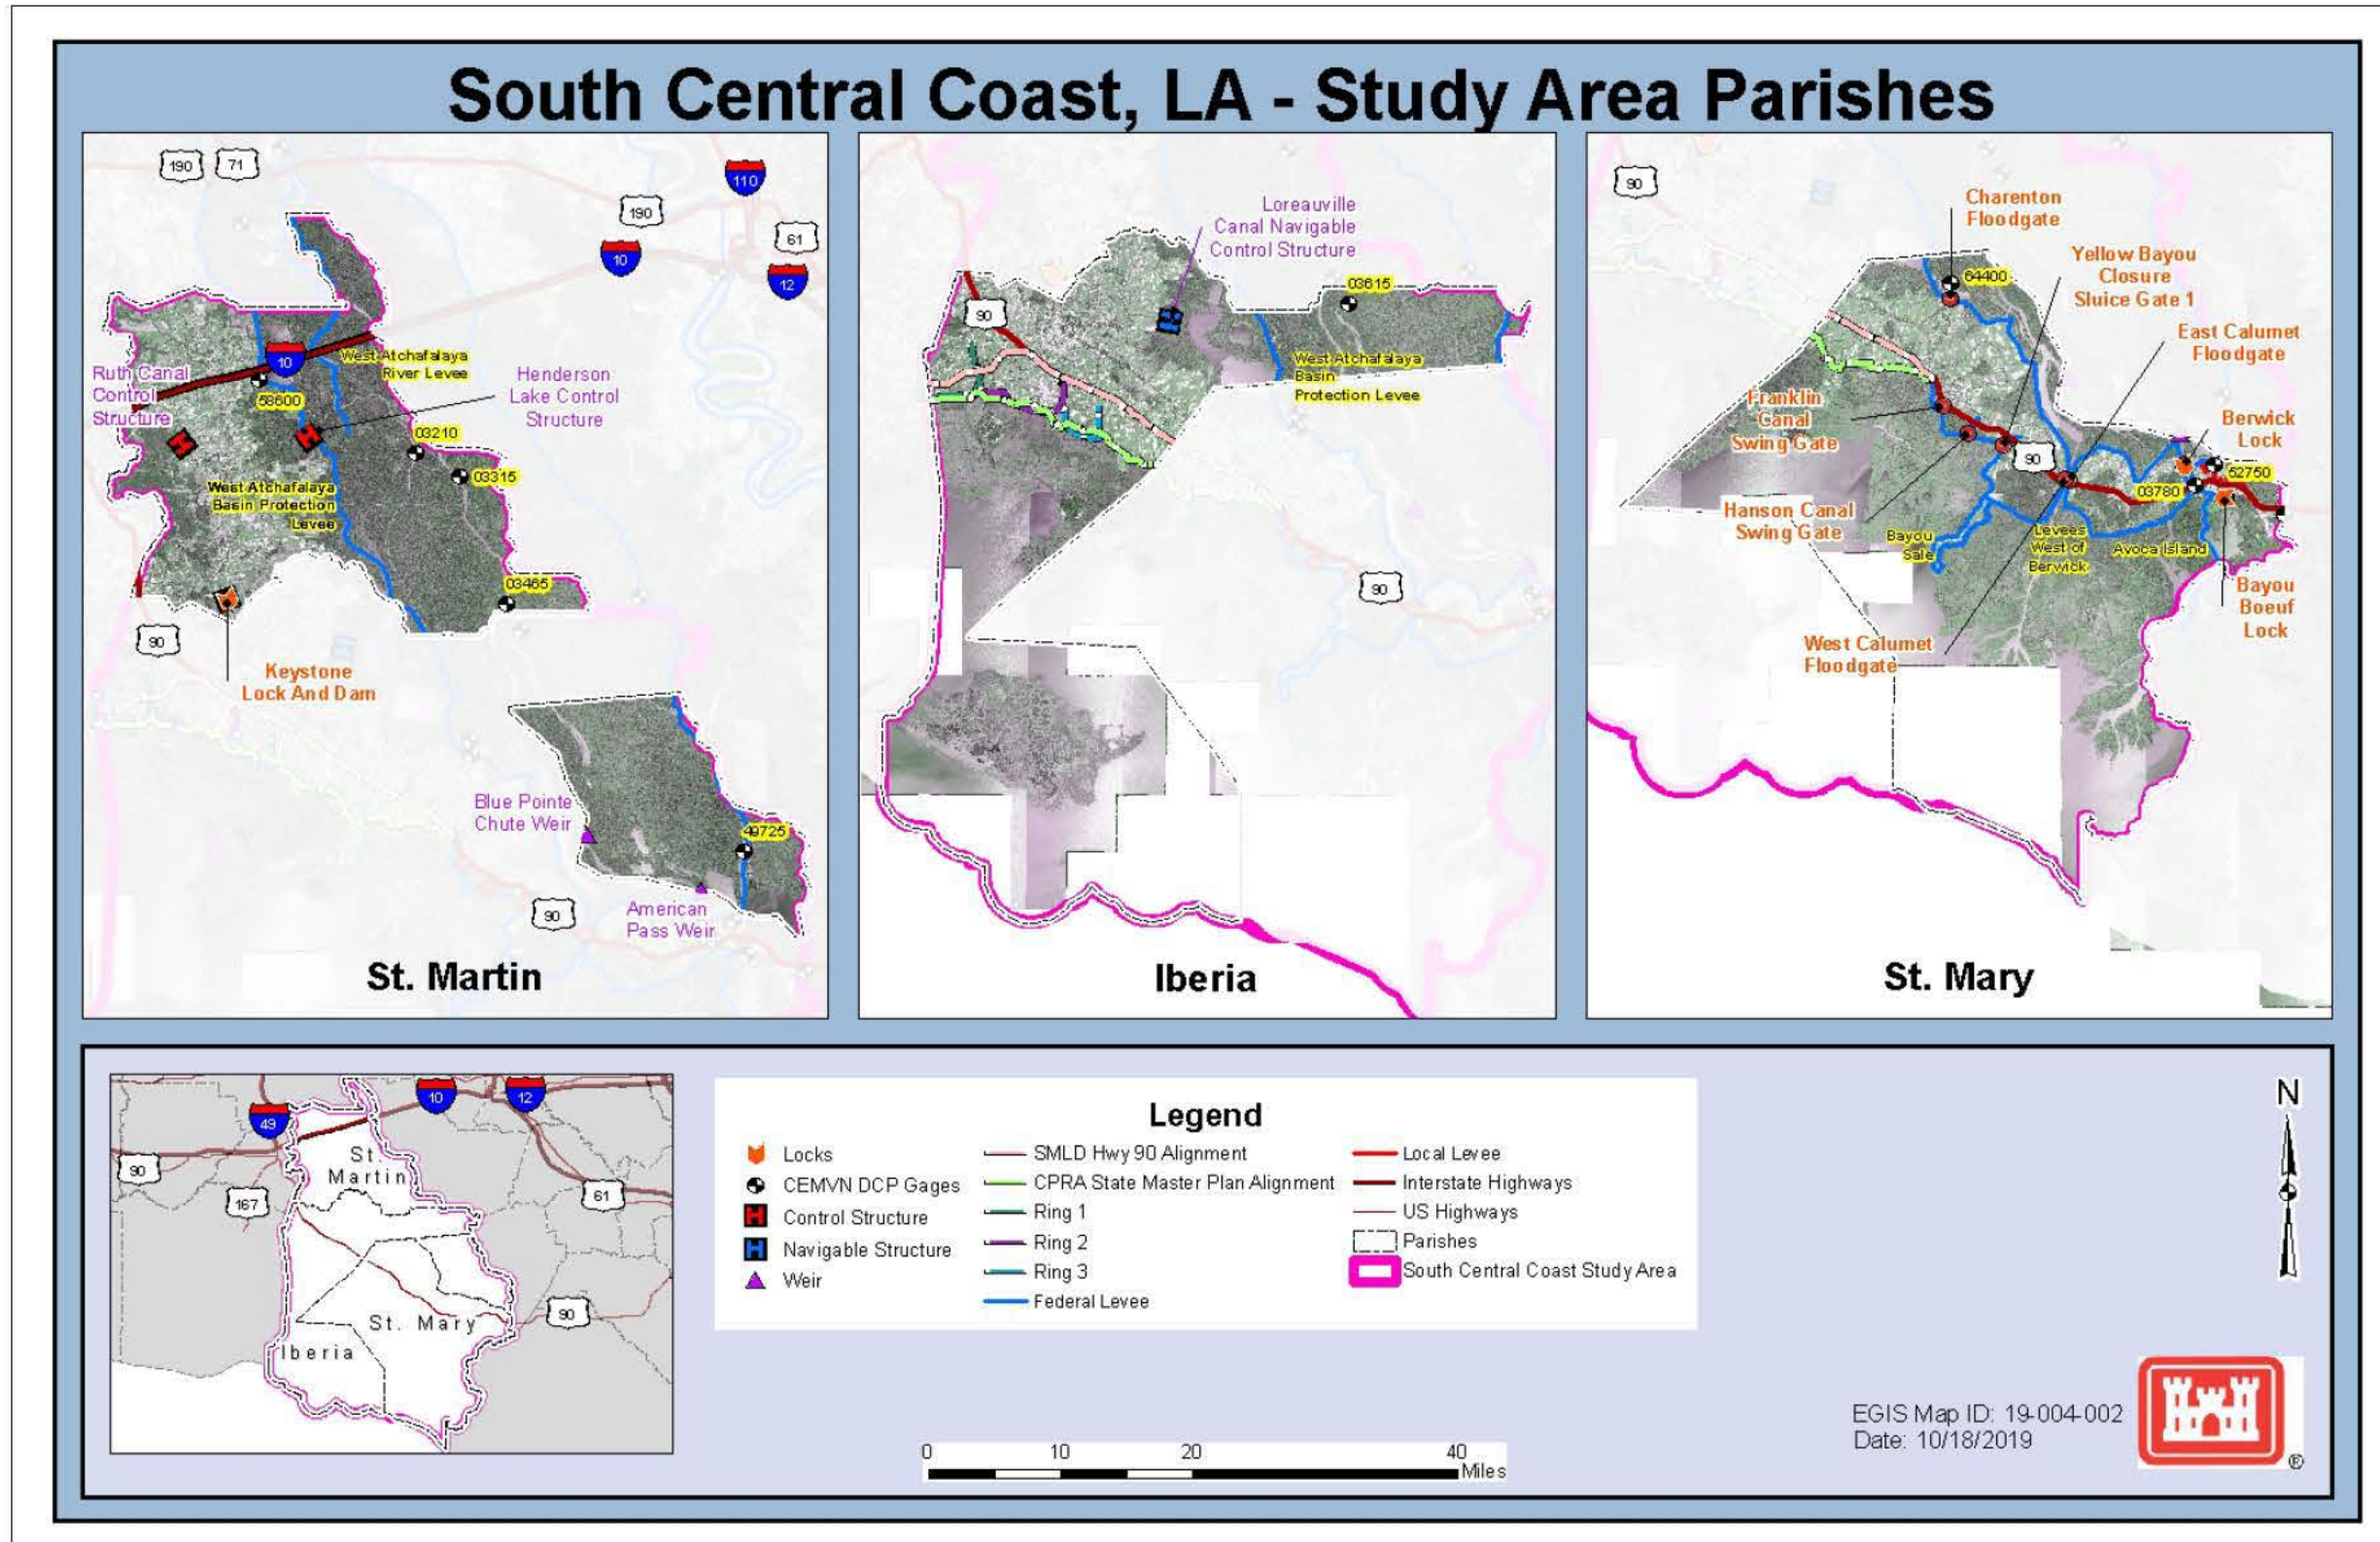 South Central Coast, LA - Study Area Parishes
190
71
110
190
61
10
12
10
West Atchafalaya
River Levee
Ruth Canal
Control
Structure
Henderson
Lake Control
Structure
58600
03210
03315
West Atchafalaya
Basin Protection
Levee
03465
90
Keystone
Lock And Dam
Blue Pointe
Chute Weir
49725
90
American
Pass Weir
St. Martin
Loreauville
Canal Navigable
Control Structure
03615
90
West Atchafalaya
Basin
Protection Levee
90
Iberia
90
Charenton
Floodgate
64400
Yellow Bayou
Closure
Sluice Gate 1
East Calumet
Floodgate
Franklin
Canal
Swing Gate
Berwick
Lock
90
52750
03780
Hanson Canal
Swing Gate
Bayou
Sale
Levees
West of
Berwick
Avoca Island
Bayou
Boeuf
Lock
West Calumet
Floodgate
St. Mary
49
10
12
90
167
61
90
St.
Martin
St. Mary
Iberia
Legend
Locks
CEMVN DCP Gages
Control Structure
Navigable Structure
Weir
SMLD Hwy 90 Alignment
CPRA State Master Plan Alignment
Ring 1
Ring 2
Ring 3
Federal Levee
Local Levee
Interstate Highways
US Highways
Parishes
South Central Coast Study Area
N
0 10 20 40
Miles
EGIS Map ID: 19-004-002
Date: 10/18/2019
®